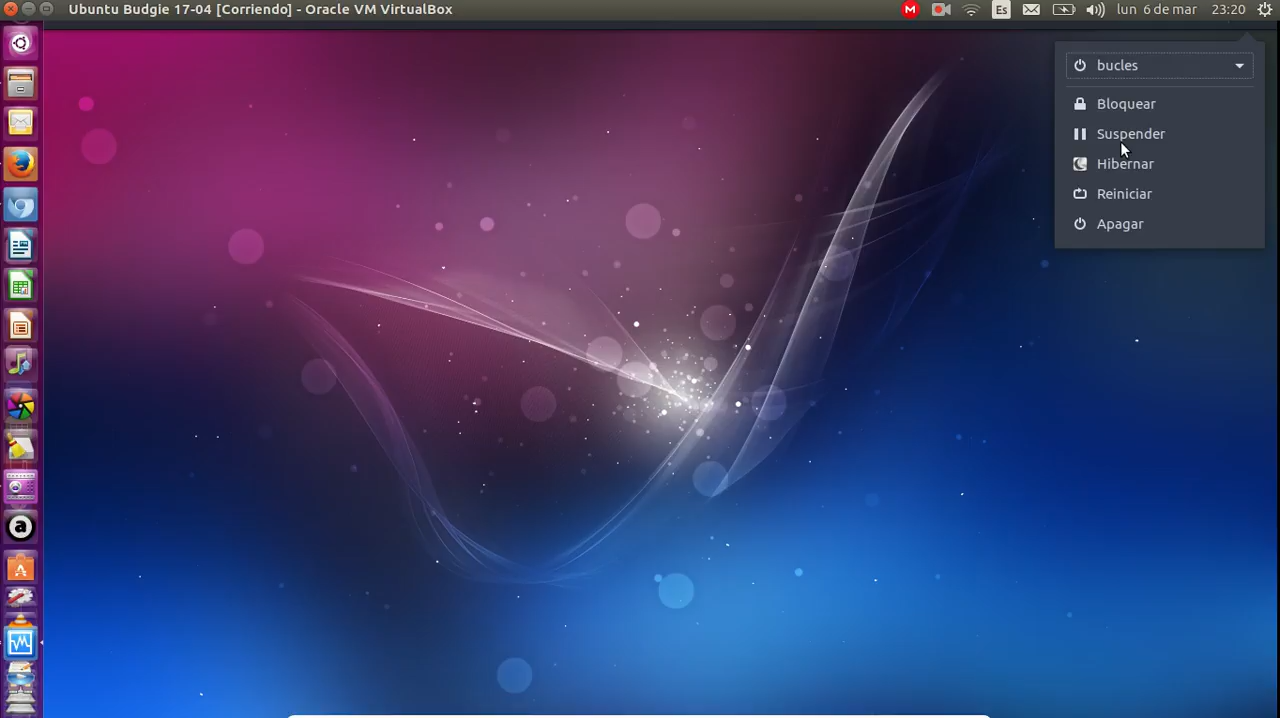 Ubuntu Budgie 17-04 [Corriendo] - Oracle VM VirtualBox
M
Es
lun 6 de mar
23:20
bucles
Bloquear
Suspender
Hibernar
Reiniciar
Apagar
a